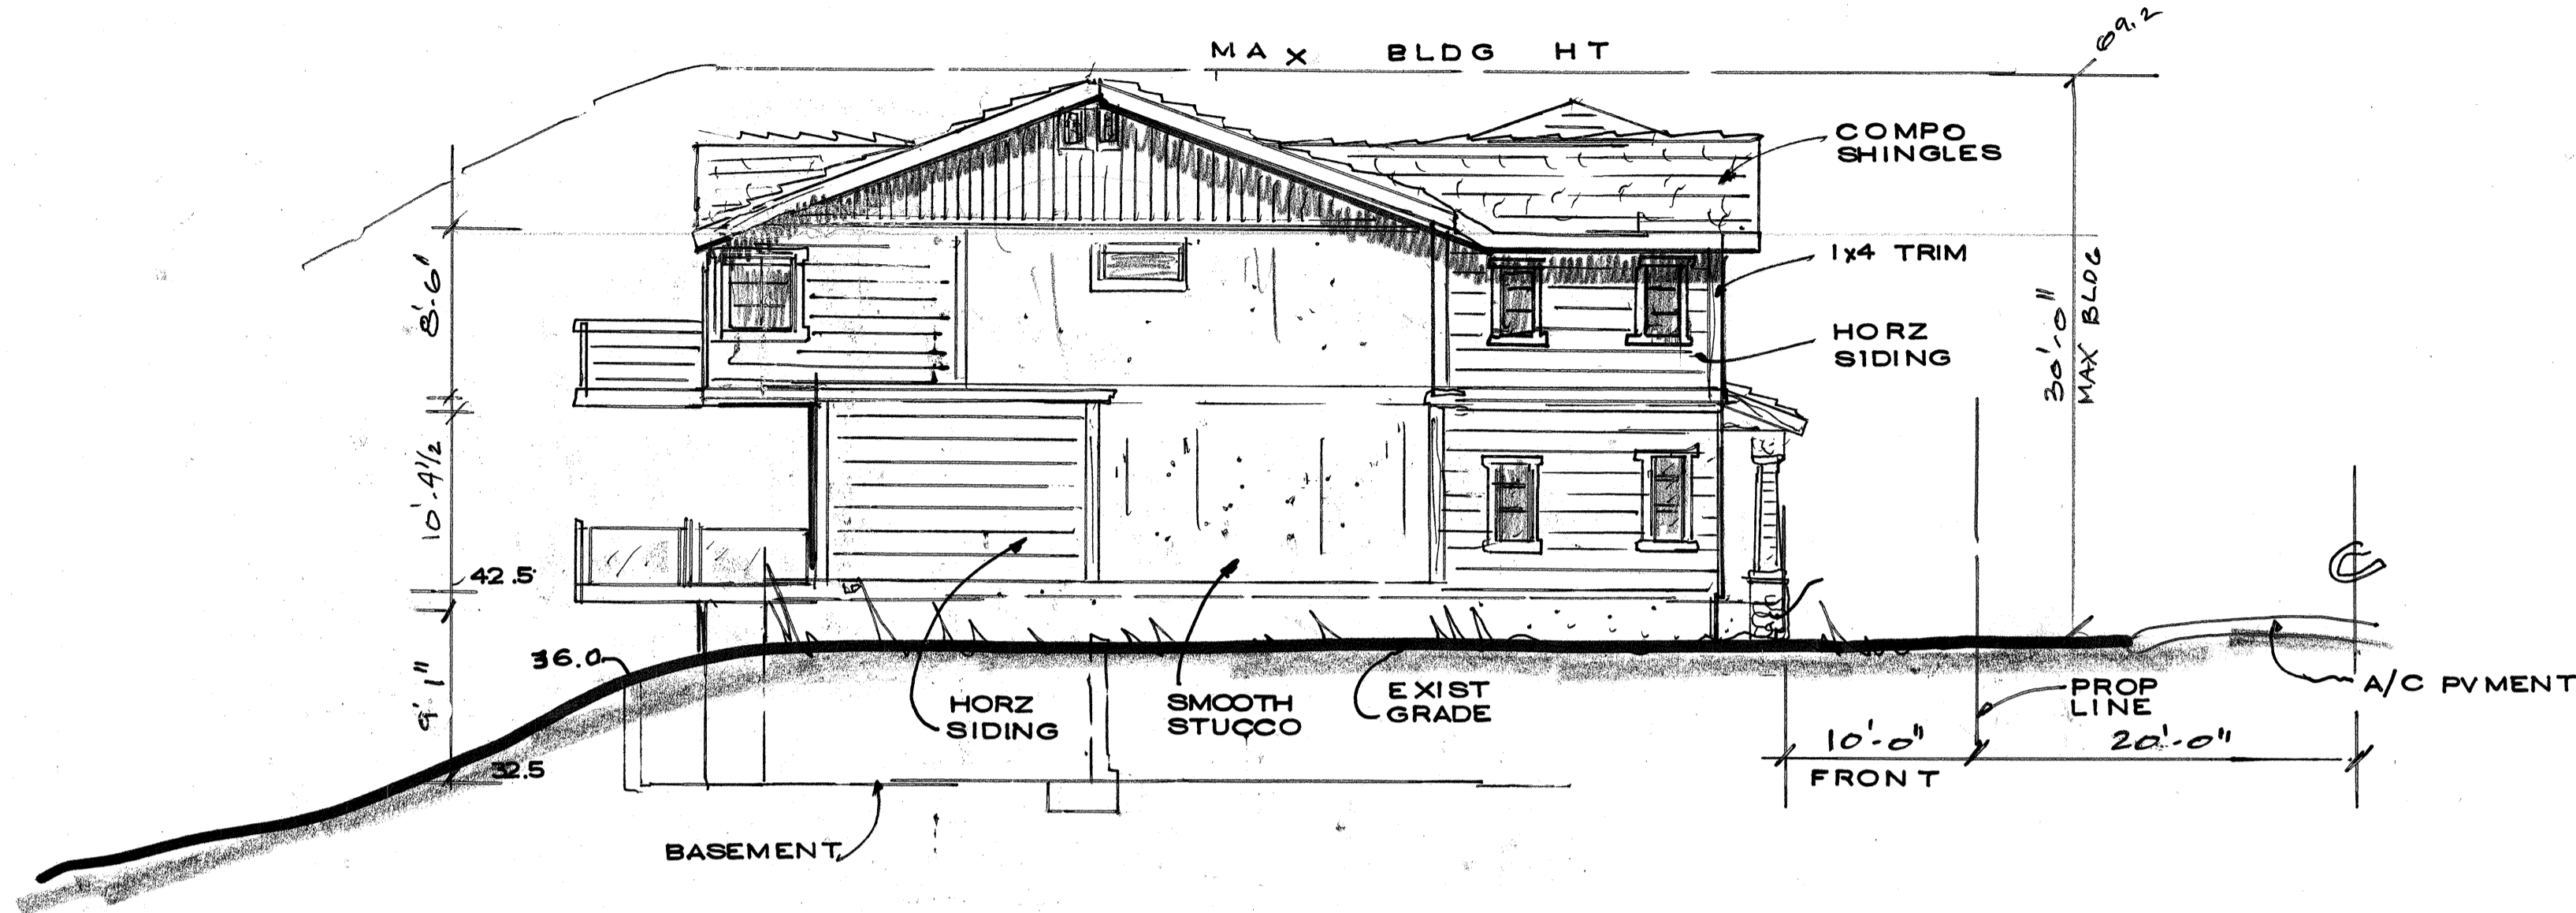 69.2
MAX BLDG HT
COMPO
SHINGLES
1x4 TRIM
HORZ
SIDING
30'-0"
MAX BLDG
8'-6"
10'-4½
42.5
9'-1"
36.0
32.5
HORZ
SIDING
SMOOTH
STUCCO
EXIST
GRADE
PROP
LINE
A/C PVMENT
10'-0"
FRONT
20'-0"
BASEMENT